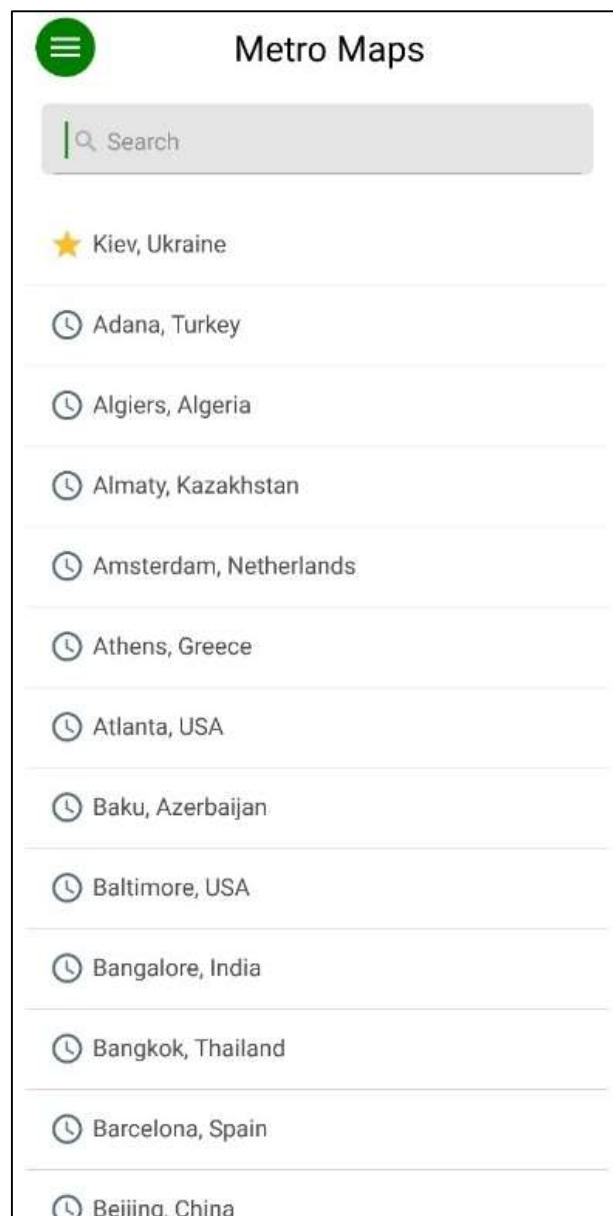 Metro Maps
Search
Kiev, Ukraine
Adana, Turkey
Algiers, Algeria
Almaty, Kazakhstan
Amsterdam, Netherlands
Athens, Greece
Atlanta, USA
Baku, Azerbaijan
Baltimore, USA
Bangalore, India
Bangkok, Thailand
Barcelona, Spain
Beijing, China